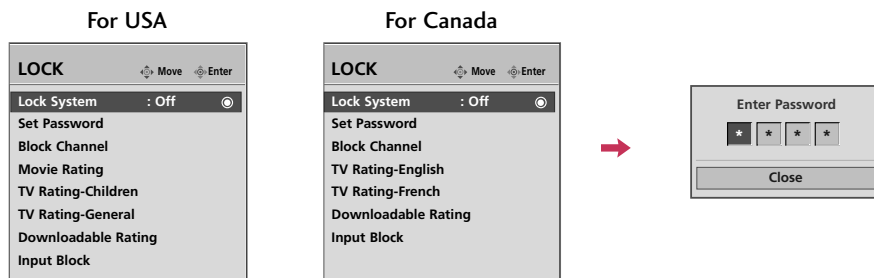 For USA
LOCK Move Enter
Lock System : Off
Set Password
Block Channel
Movie Rating
TV Rating-Children
TV Rating-General
Downloadable Rating
Input Block
For Canada
LOCK Move Enter
Lock System : Off
Set Password
Block Channel
TV Rating-English
TV Rating-French
Downloadable Rating
Input Block
Enter Password
* * * *
Close